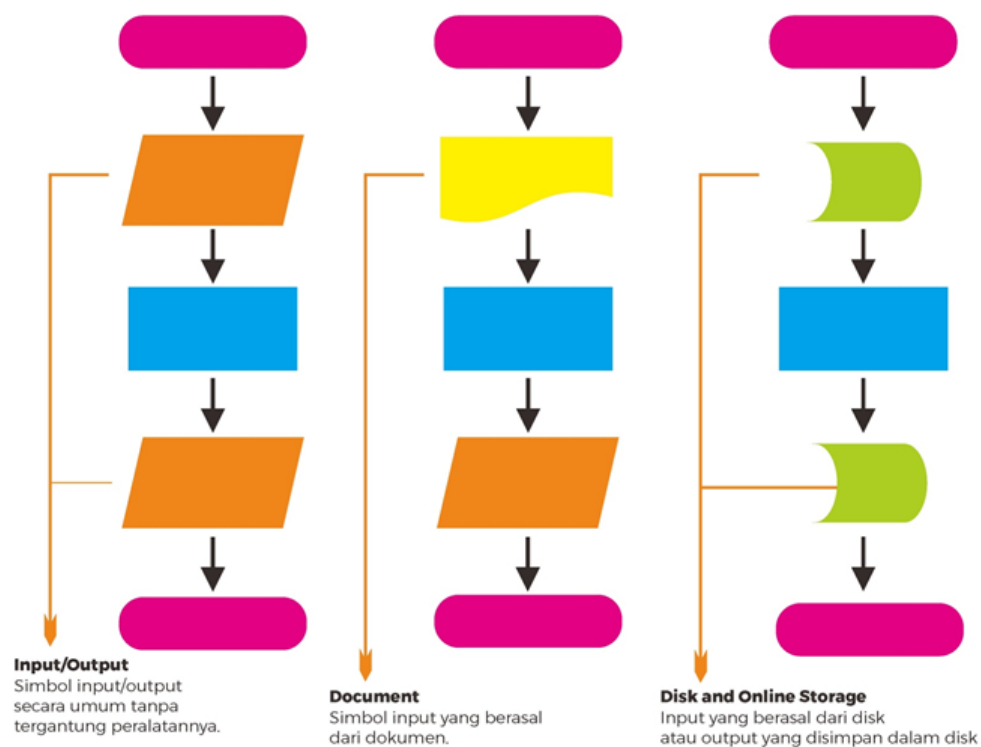 Input/Output
Simbol input/output
secara umum tanpa
tergantung peralatannya.
Document
Simbol input yang berasal
dari dokumen.
Disk and Online Storage
Input yang berasal dari disk
atau output yang disimpan dalam disk